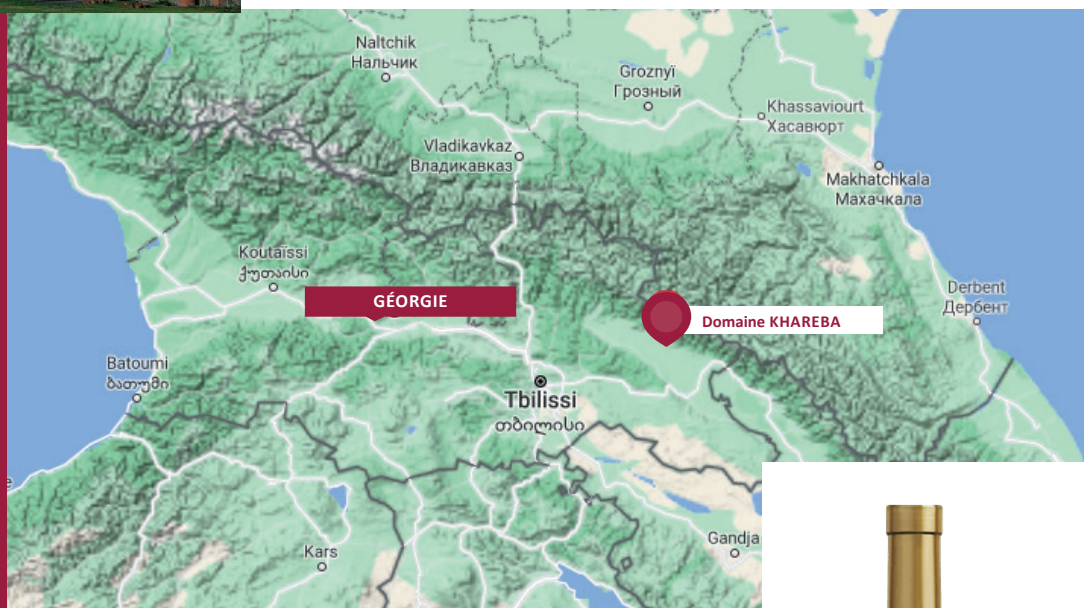 Naltchik
Нальчик
Groznyï
Грозный
Khassaviourt
Хасавюрт
Vladikavkaz
Владикавказ
Makhatchkala
Махачкала
Koutaïssi
ქუთაისი
GÉORGIE
Domaine KHAREBA
Derbent
Дербент
Batoumi
ბათუმი
Tbilissi
თბილისი
Gandja
Kars